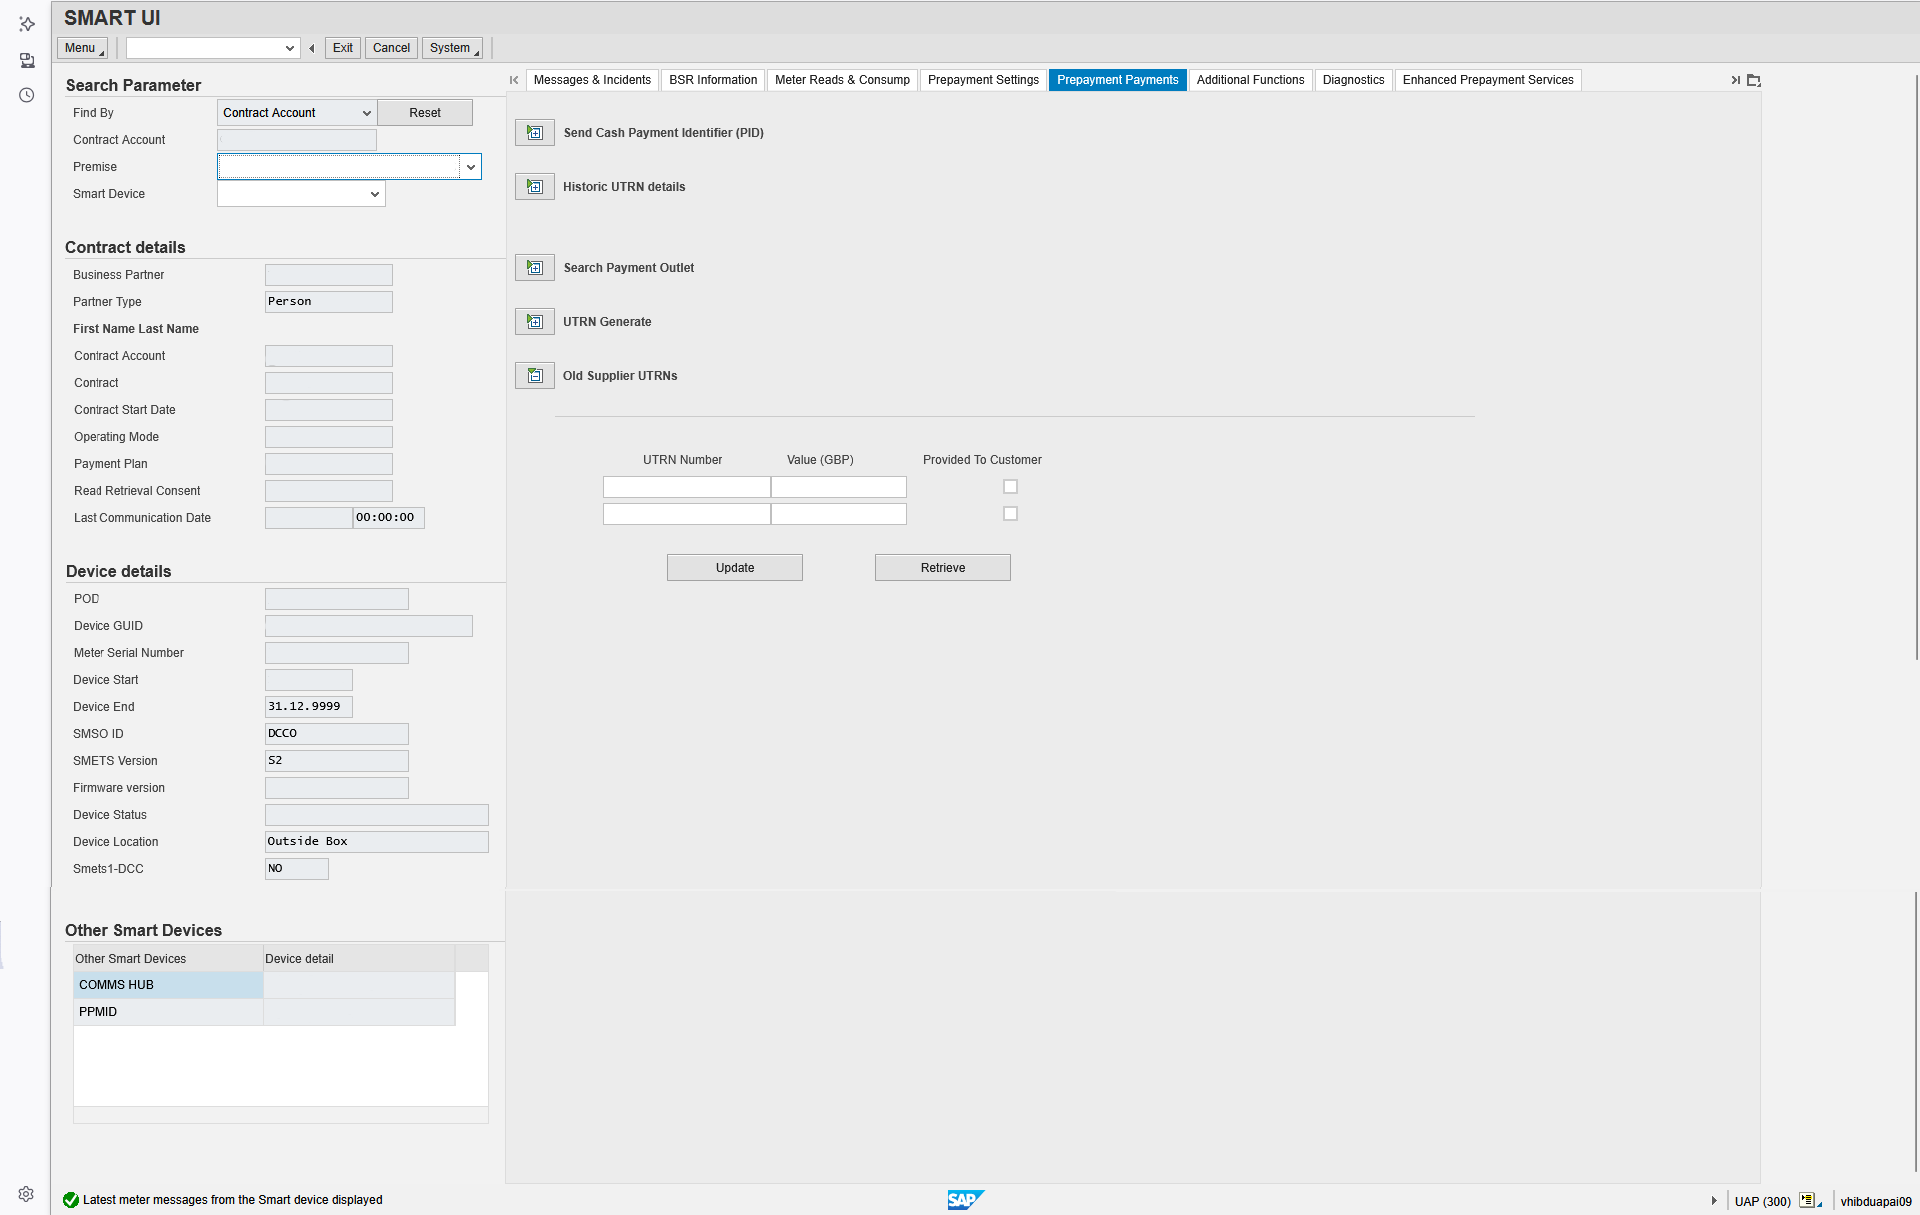 SMART UI
Menu
Exit
Cancel
System
Search Parameter
Find By
Contract Account
Reset
Contract Account
Premise
Smart Device
Contract details
Business Partner
Partner Type
Person
First Name Last Name
Contract Account
Contract
Contract Start Date
Operating Mode
Payment Plan
Read Retrieval Consent
Last Communication Date
00:00:00
Device details
POD
Device GUID
Meter Serial Number
Device Start
Device End
31.12.9999
SMSO ID
DCCO
SMETS Version
S2
Firmware version
Device Status
Device Location
Outside Box
Smets1-DCC
NO
Other Smart Devices
Other Smart Devices
Device detail
COMMS HUB
PPMID
Messages & Incidents
BSR Information
Meter Reads & Consump
Prepayment Settings
Prepayment Payments
Additional Functions
Diagnostics
Enhanced Prepayment Services
Send Cash Payment Identifier (PID)
Historic UTRN details
Search Payment Outlet
UTRN Generate
Old Supplier UTRNs
UTRN Number
Value (GBP)
Provided To Customer
Update
Retrieve
Latest meter messages from the Smart device displayed
SAP
UAP (300)
vhibduapai09